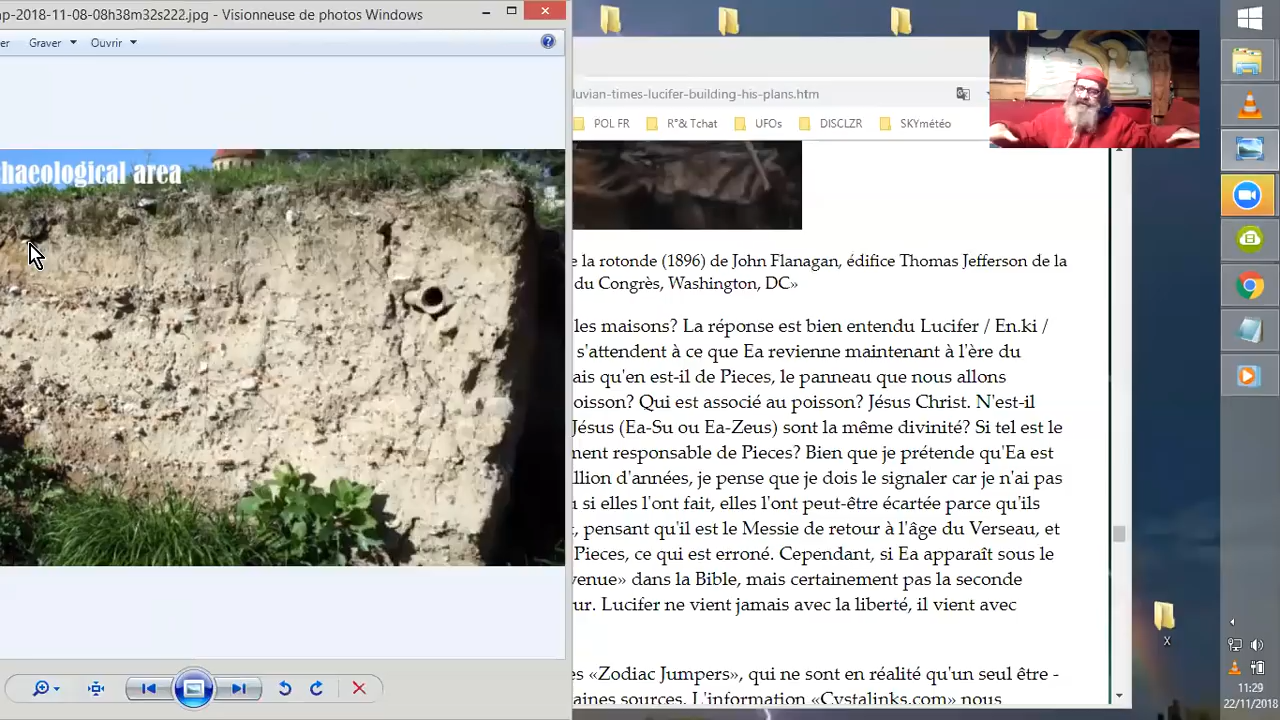 np-2018-11-08-08h38m32s222.jpg - Visionneuse de photos Windows
er Graver Ouvrir
haeological area
luvian-times-lucifer-building-his-plans.htm
POL FR R°& Tchat UFOs DISCLZR SKYmétéo
e la rotonde (1896) de John Flanagan, édifice Thomas Jefferson de la
du Congrès, Washington, DC»
les maisons? La réponse est bien entendu Lucifer / En.ki /
s'attendent à ce que Ea revienne maintenant à l'ère du
ais qu'en est-il de Pieces, le panneau que nous allons
oisson? Qui est associé au poisson? Jésus Christ. N'est-il
Jésus (Ea-Su ou Ea-Zeus) sont la même divinité? Si tel est le
ment responsable de Pieces? Bien que je prétende qu'Ea est
llion d'années, je pense que je dois le signaler car je n'ai pas
u si elles l'ont fait, elles l'ont peut-être écartée parce qu'ils
t, pensant qu'il est le Messie de retour à l'âge du Verseau, et
Pieces, ce qui est erroné. Cependant, si Ea apparaît sous le
venue» dans la Bible, mais certainement pas la seconde
ur. Lucifer ne vient jamais avec la liberté, il vient avec
es «Zodiac Jumpers», qui ne sont en réalité qu'un seul être -
aines sources. L'information «Cystalinks.com» nous
X
11:29
22/11/2018